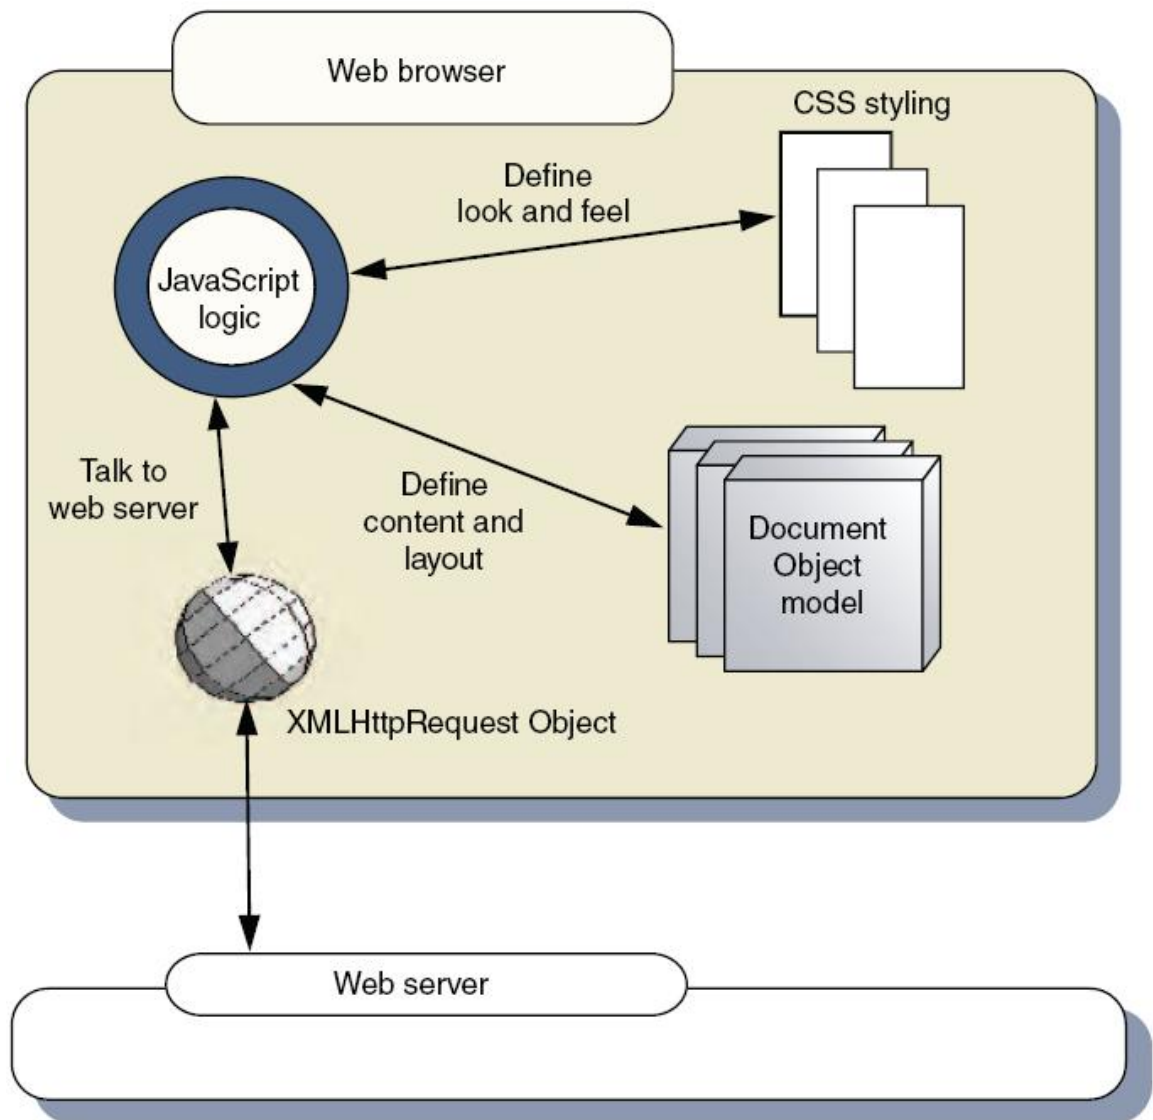 Web browser
CSS styling
Define
look and feel
JavaScript
logic
Talk to
web server
Define
content and
layout
Document
Object
model
XMLHttpRequest Object
Web server